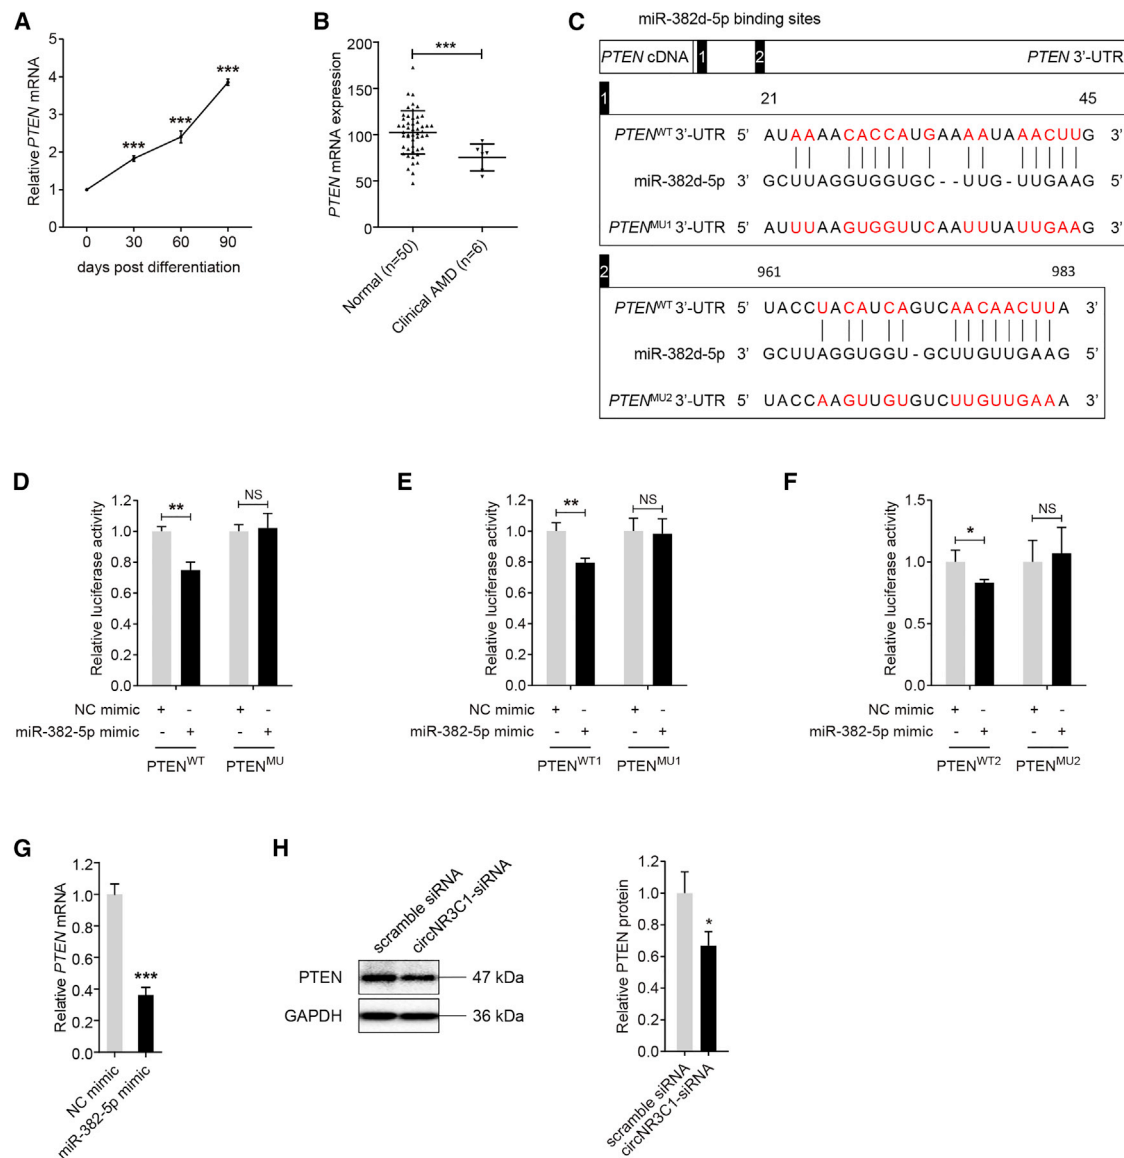 A
Relative PTEN mRNA
5
4
3
2
1
0
***
***
***
0 30 60 90
days post differentiation
B
PTEN mRNA expression
200
150
100
50
0
***
Normal (n=50)
Clinical AMD (n=6)
C
miR-382d-5p binding sites
PTEN cDNA 1 2 PTEN 3'-UTR
1 21 45
PTENWT 3'-UTR 5' AUAAAACACCAUGAAAAUAAACUUG 3'
miR-382d-5p 3' GCUUAGGUGGUGC--UUG-UUGAAG 5'
PTENMU1 3'-UTR 5' AUUUAAGUGGUUCAAUUUAUUGAAG 3'
2 961 983
PTENWT 3'-UTR 5' UACCUACAUCAGUCAACAACUUA 3'
miR-382d-5p 3' GCUUAGGUGGU-GCUUGUUGAAG 5'
PTENMU2 3'-UTR 5' UACCAAGUUGUGUCUUGUUGAAA 3'
D
Relative luciferase activity
1.2
1.0
0.8
0.6
0.4
0.2
0.0
** NS
NC mimic + - + -
miR-382-5p mimic - + - +
PTENWT PTENMU
E
Relative luciferase activity
1.2
1.0
0.8
0.6
0.4
0.2
0.0
** NS
NC mimic + - + -
miR-382-5p mimic - + - +
PTENWT1 PTENMU1
F
Relative luciferase activity
1.5
1.0
0.5
0.0
* NS
NC mimic + - + -
miR-382-5p mimic - + - +
PTENWT2 PTENMU2
G
Relative PTEN mRNA
1.2
1.0
0.8
0.6
0.4
0.2
0.0
***
NC mimic
miR-382-5p mimic
H
scramble siRNA
circNR3C1-siRNA
PTEN 47 kDa
GAPDH 36 kDa
Relative PTEN protein
1.2
1.0
0.8
0.6
0.4
0.2
0.0
*
scramble siRNA
circNR3C1-siRNA